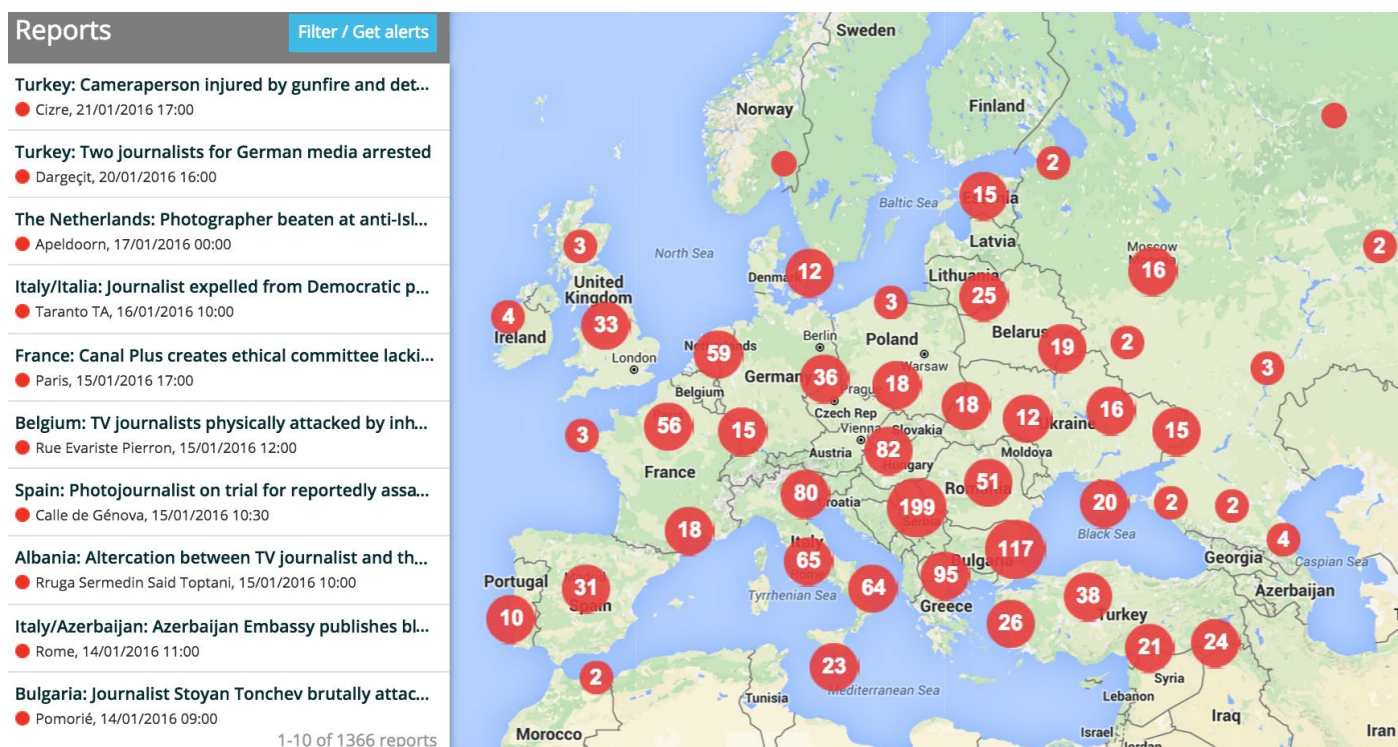 Reports
Filter / Get alerts
Turkey: Cameraperson injured by gunfire and det...
Cizre, 21/01/2016 17:00
Turkey: Two journalists for German media arrested
Dargeçit, 20/01/2016 16:00
The Netherlands: Photographer beaten at anti-Isl...
Apeldoorn, 17/01/2016 00:00
Italy/Italia: Journalist expelled from Democratic p...
Taranto TA, 16/01/2016 10:00
France: Canal Plus creates ethical committee lacki...
Paris, 15/01/2016 17:00
Belgium: TV journalists physically attacked by inh...
Rue Evariste Pierron, 15/01/2016 12:00
Spain: Photojournalist on trial for reportedly assa...
Calle de Génova, 15/01/2016 10:30
Albania: Altercation between TV journalist and th...
Rruga Sermedin Said Toptani, 15/01/2016 10:00
Italy/Azerbaijan: Azerbaijan Embassy publishes bl...
Rome, 14/01/2016 11:00
Bulgaria: Journalist Stoyan Tonchev brutally attac...
Pomorié, 14/01/2016 09:00
1-10 of 1366 reports
Sweden
Norway
Finland
2
15
Baltic Sea
Latvia
3
North Sea
Moscow
2
16
Denmark
12
Lithuania
25
United
Kingdom
3
4
Ireland
33
Poland
Belarus
19
2
London
Berlin
Warsaw
59
Germany
36
Prague
18
3
Belgium
Czech Rep
18
12
Ukraine
16
15
56
15
3
Vienna
Slovakia
Austria
82
Hungary
Moldova
France
80
Croatia
199
Serbia
Romania
51
20
2
2
Black Sea
18
Italy
65
Rome
Bulgaria
117
4
Georgia
Caspian Sea
Portugal
31
Spain
10
64
95
Greece
Tyrrhenian Sea
38
Turkey
Azerbaijan
26
21
24
23
Mediterranean Sea
2
Syria
Lebanon
Tunisia
Morocco
Israel
Iraq
Iran
Jordan